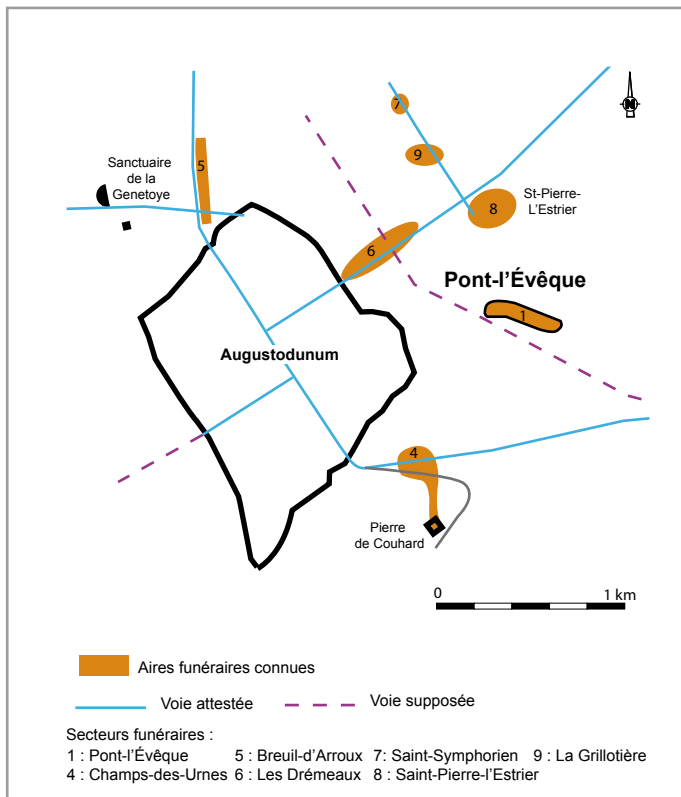 N
7
9
5
Sanctuaire
de la
Genetoye
8
St-Pierre-
L'Estrier
6
Pont-l'Évêque
1
Augustodunum
4
Pierre
de Couhard
0 1 km
Aires funéraires connues
Voie attestée Voie supposée
Secteurs funéraires :
1 : Pont-l'Évêque 5 : Breuil-d'Arroux 7: Saint-Symphorien 9 : La Grillotière
4 : Champs-des-Urnes 6 : Les Drémeaux 8 : Saint-Pierre-l'Estrier